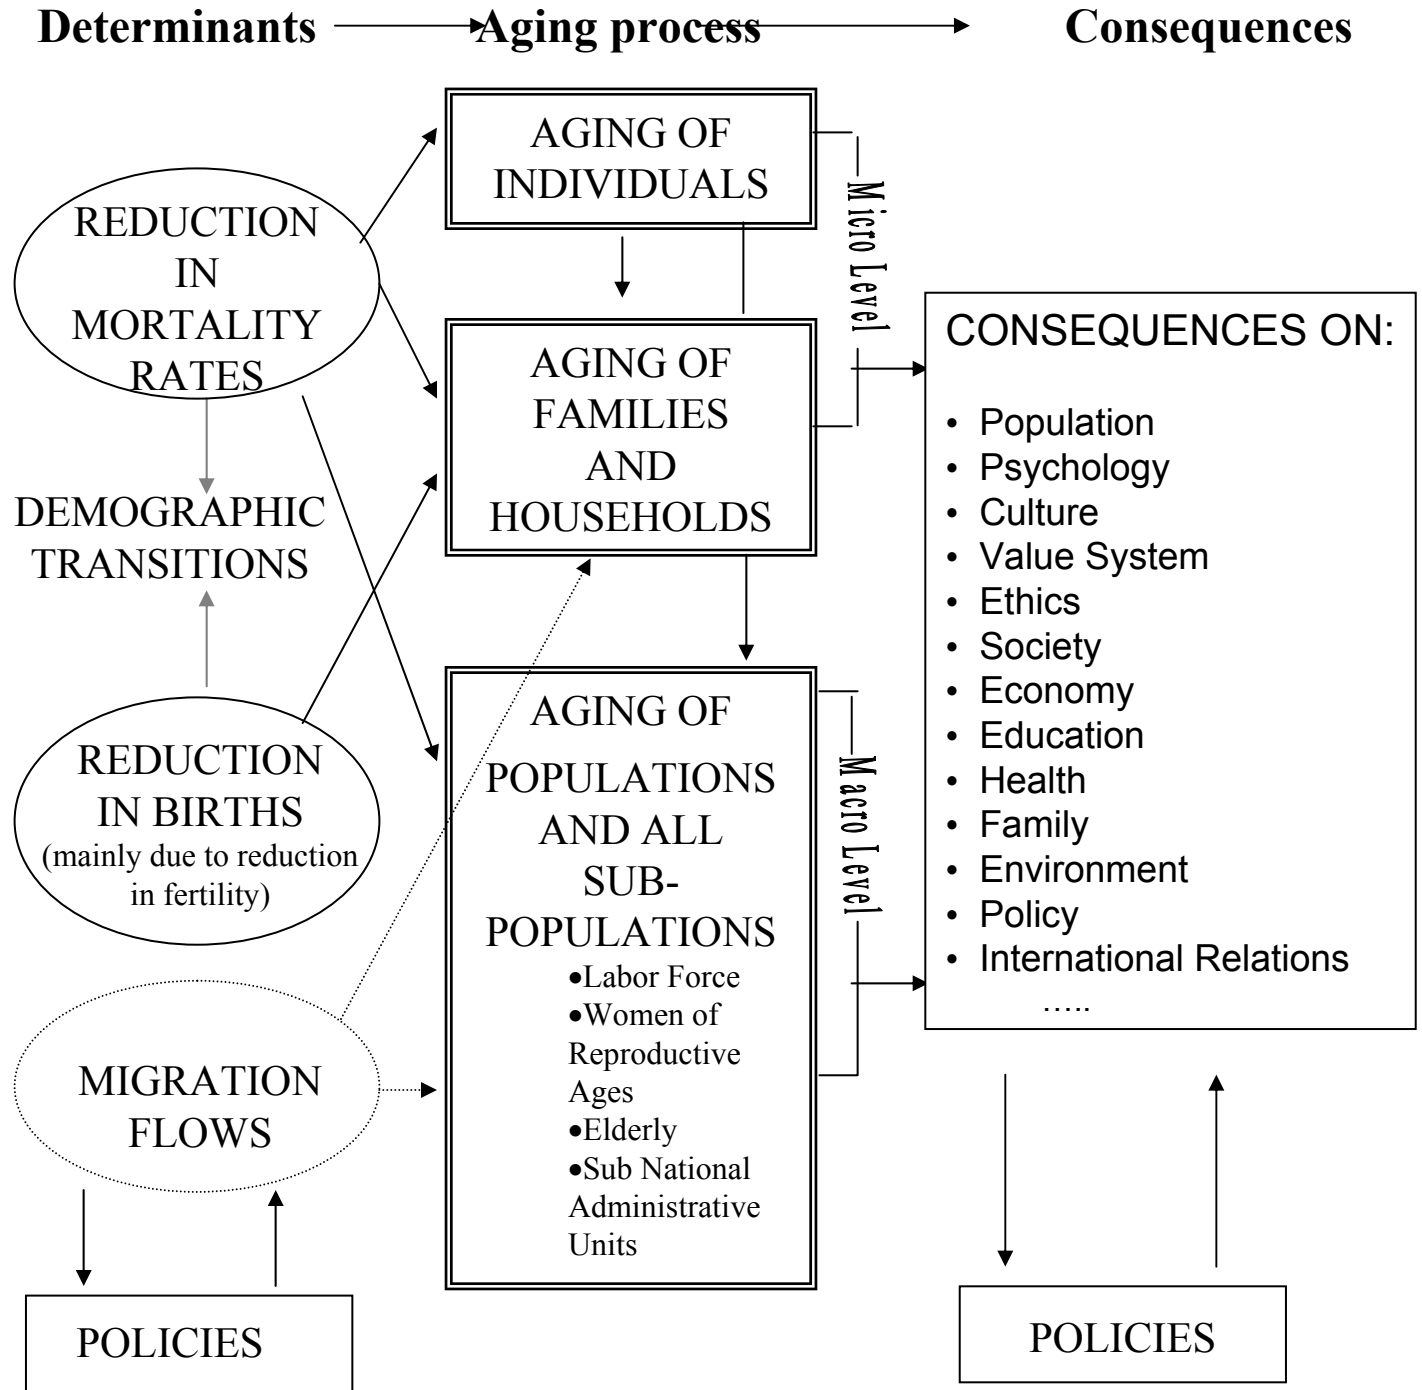 Determinants
Aging process
Consequences
REDUCTION
IN
MORTALITY
RATES
DEMOGRAPHIC
TRANSITIONS
REDUCTION
IN BIRTHS
(mainly due to reduction
in fertility)
MIGRATION
FLOWS
POLICIES
AGING OF
INDIVIDUALS
AGING OF
FAMILIES
AND
HOUSEHOLDS
AGING OF
POPULATIONS
AND ALL
SUB-
POPULATIONS
•Labor Force
•Women of
Reproductive
Ages
•Elderly
•Sub National
Administrative
Units
Micro Level
Macro Level
CONSEQUENCES ON:
• Population
• Psychology
• Culture
• Value System
• Ethics
• Society
• Economy
• Education
• Health
• Family
• Environment
• Policy
• International Relations
…..
POLICIES